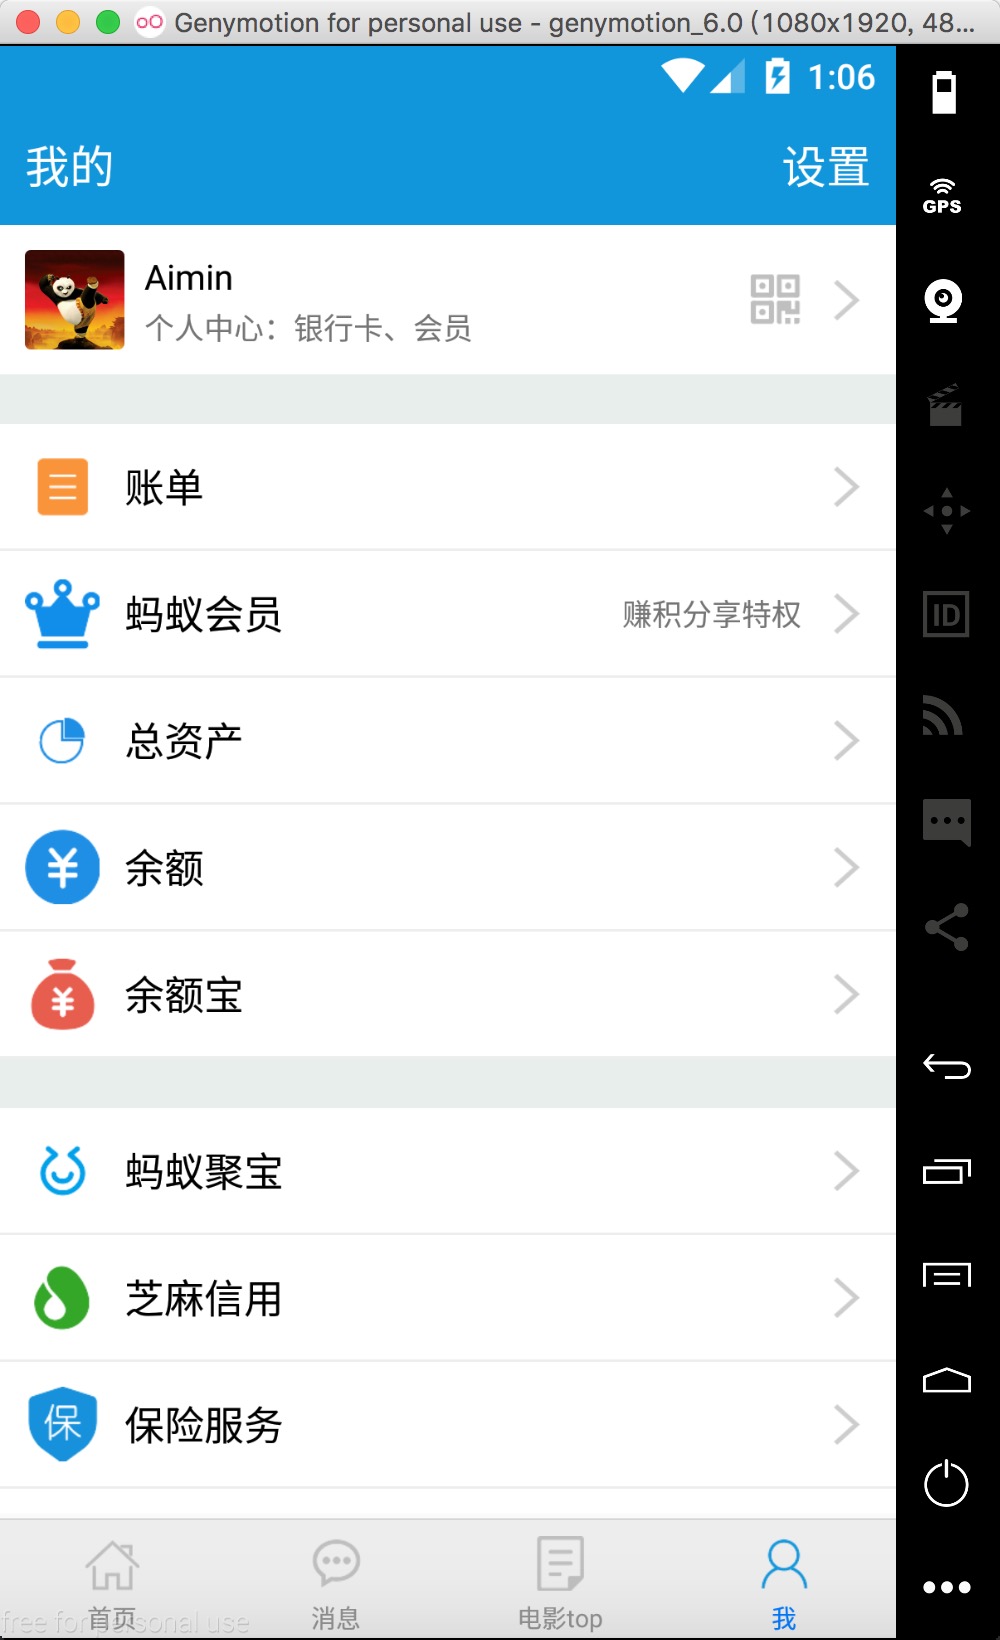 Genymotion for personal use - genymotion_6.0 (1080x1920, 48...
1:06
我的
设置
GPS
Aimin
个人中心：银行卡、会员
账单
ID
蚂蚁会员
赚积分享特权
总资产
余额
余额宝
蚂蚁聚宝
芝麻信用
保
保险服务
首页
消息
电影top
我
free for personal use